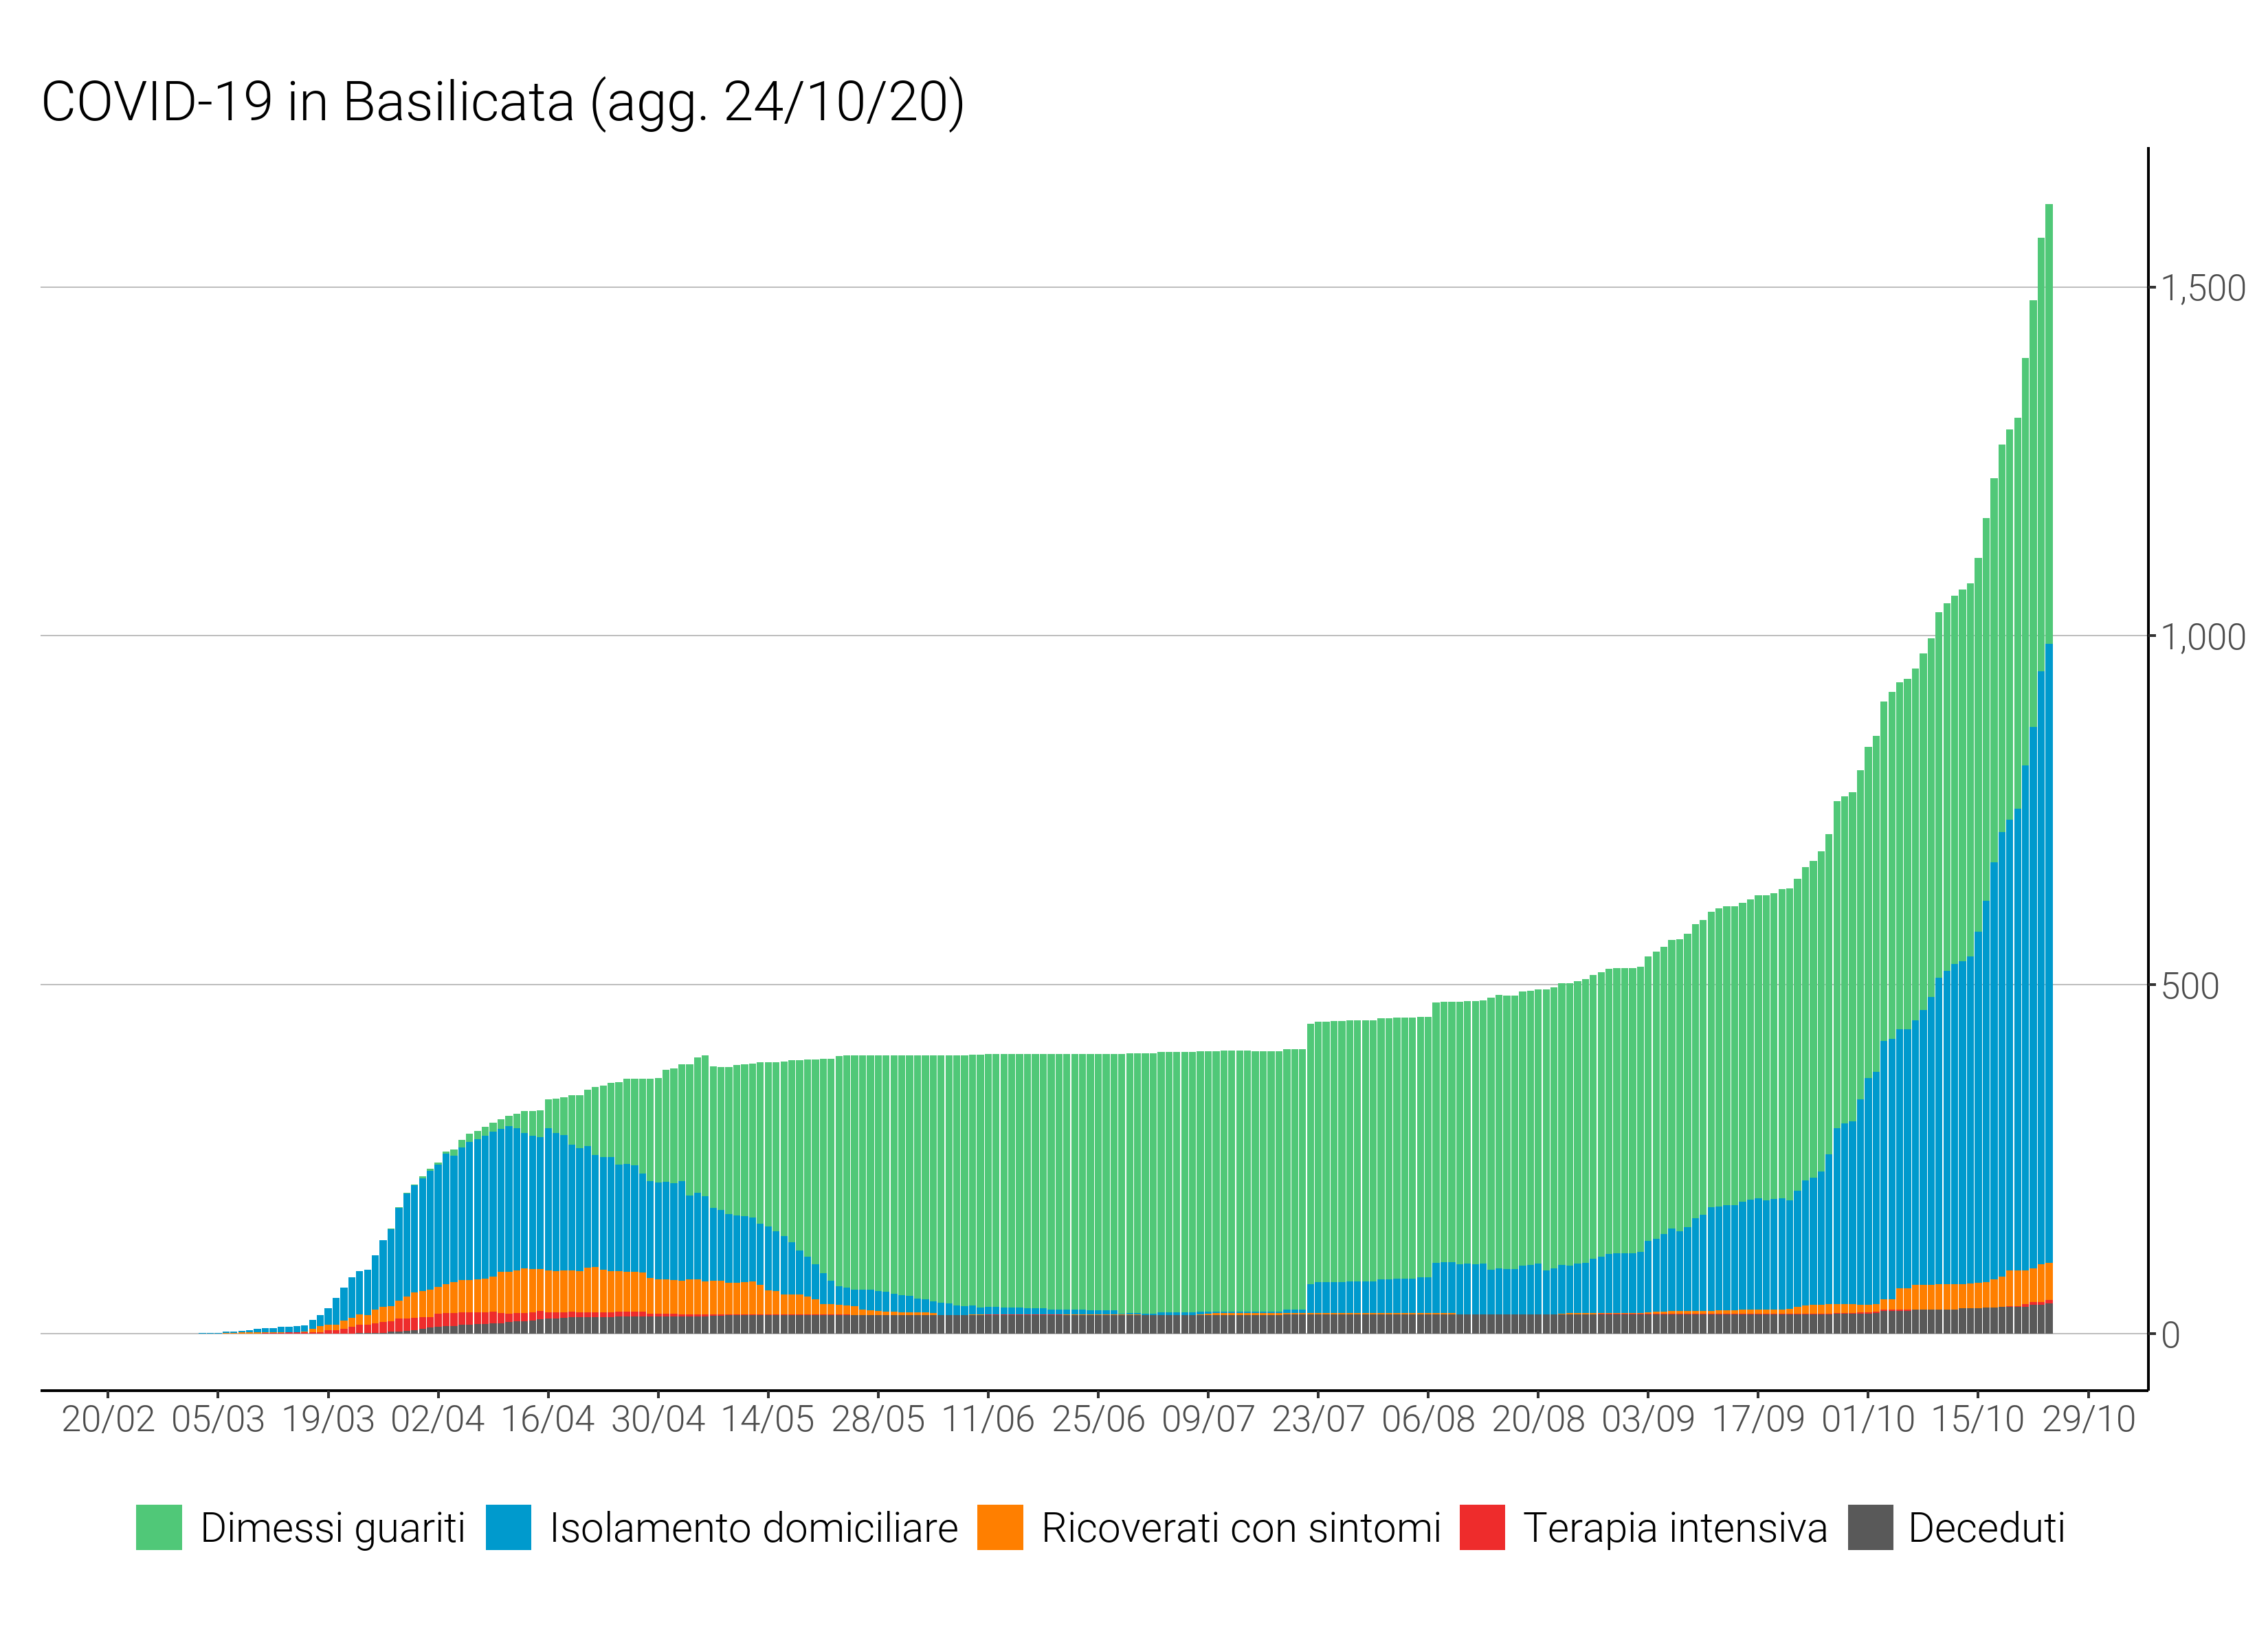 COVID-19 in Basilicata (agg. 24/10/20)
1,500
1,000
500
0
20/02 05/03 19/03 02/04 16/04 30/04 14/05 28/05 11/06 25/06 09/07 23/07 06/08 20/08 03/09 17/09 01/10 15/10 29/10
Dimessi guariti Isolamento domiciliare Ricoverati con sintomi Terapia intensiva Deceduti